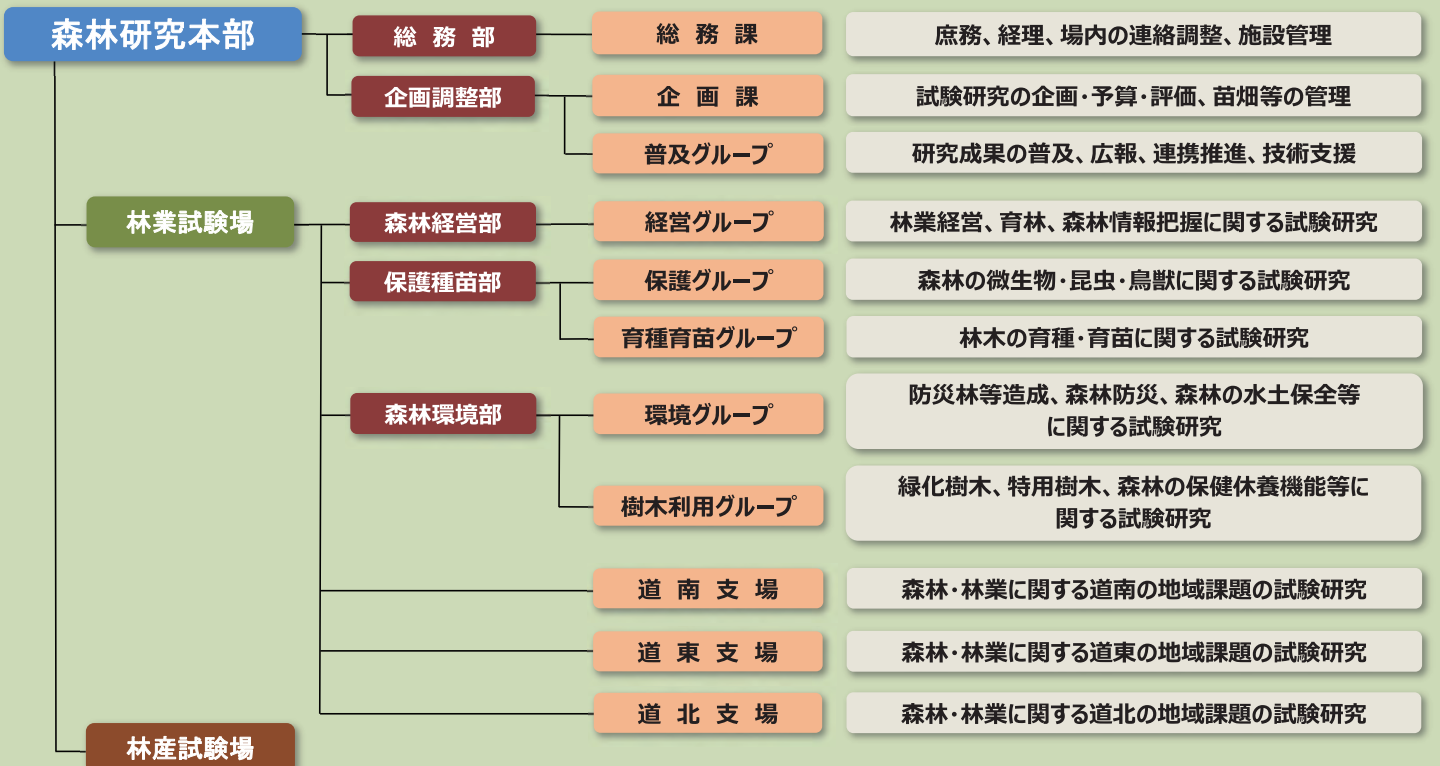 森林研究本部
総務部
総務課
庶務、経理、場内の連絡調整、施設管理
企画調整部
企画課
試験研究の企画・予算・評価、苗畑等の管理
普及グループ
研究成果の普及、広報、連携推進、技術支援
林業試験場
森林経営部
経営グループ
林業経営、育林、森林情報把握に関する試験研究
保護種苗部
保護グループ
森林の微生物・昆虫・鳥獣に関する試験研究
育種育苗グループ
林木の育種・育苗に関する試験研究
森林環境部
環境グループ
防災林等造成、森林防災、森林の水土保全等
に関する試験研究
樹木利用グループ
緑化樹木、特用樹木、森林の保健休養機能等に
関する試験研究
道南支場
森林・林業に関する道南の地域課題の試験研究
道東支場
森林・林業に関する道東の地域課題の試験研究
道北支場
森林・林業に関する道北の地域課題の試験研究
林産試験場